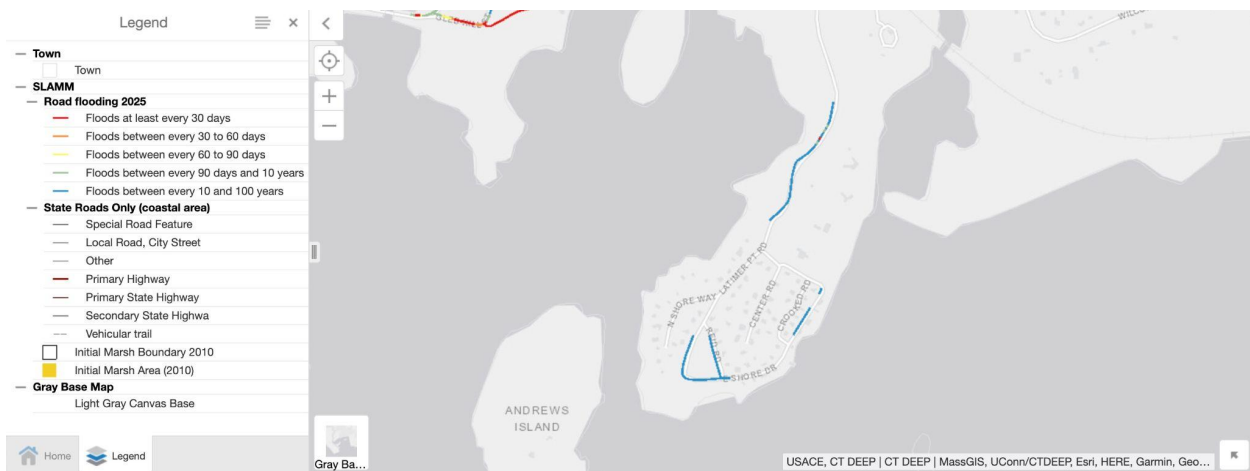 Legend
Town
Town
SLAMM
Road flooding 2025
Floods at least every 30 days
Floods between every 30 to 60 days
Floods between every 60 to 90 days
Floods between every 90 days and 10 years
Floods between every 10 and 100 years
State Roads Only (coastal area)
Special Road Feature
Local Road, City Street
Other
Primary Highway
Primary State Highway
Secondary State Highwa
Vehicular trail
Initial Marsh Boundary 2010
Initial Marsh Area (2010)
Gray Base Map
Light Gray Canvas Base
Home
Legend
LATIMER PT RD
N SHORE WAY
CENTER RD
CROOKED RD
REID RD
E SHORE DR
ANDREWS
ISLAND
Gray Ba...
USACE, CT DEEP | CT DEEP | MassGIS, UConn/CTDEEP, Esri, HERE, Garmin, Geo...